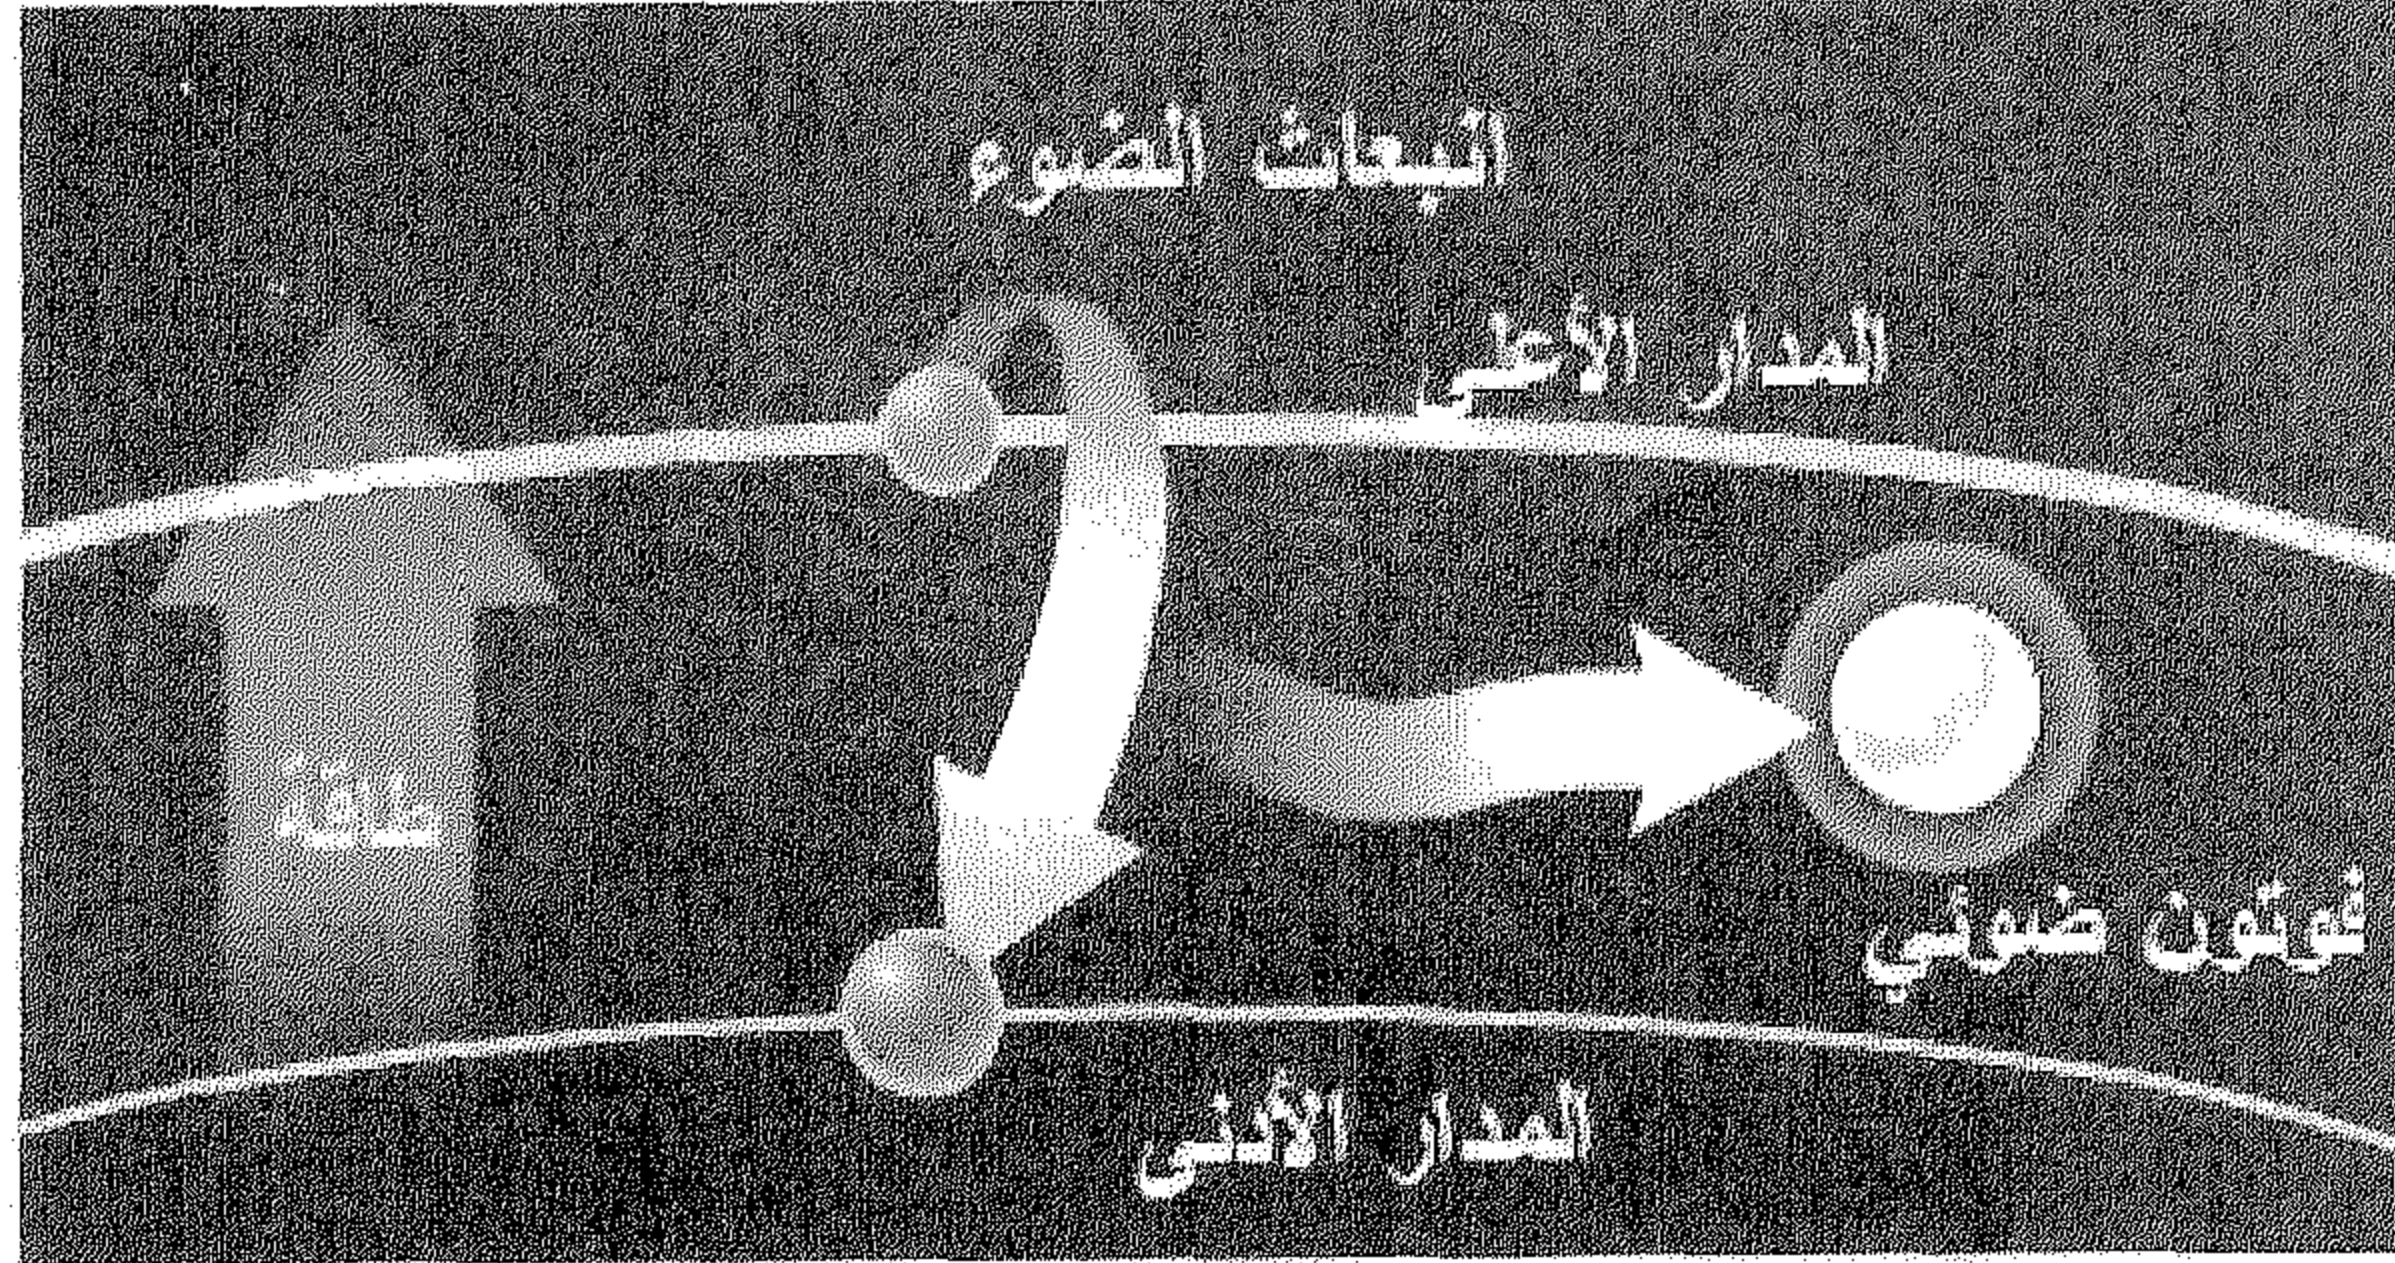 انبعاث الضوء
المدار الأعلى
طاقة
فوتون ضوئي
المدار الأدنى